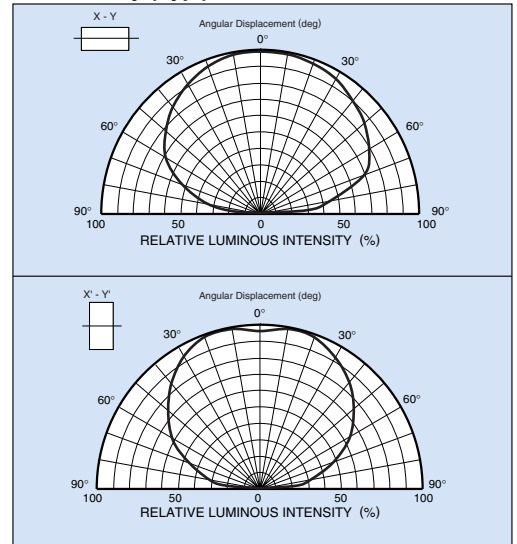 X - Y
Angular Displacement (deg)
0°
30° 30°
60° 60°
90° 90°
100 50 0 50 100
RELATIVE LUMINOUS INTENSITY (%)
X' - Y'
Angular Displacement (deg)
0°
30° 30°
60° 60°
90° 90°
100 50 0 50 100
RELATIVE LUMINOUS INTENSITY (%)